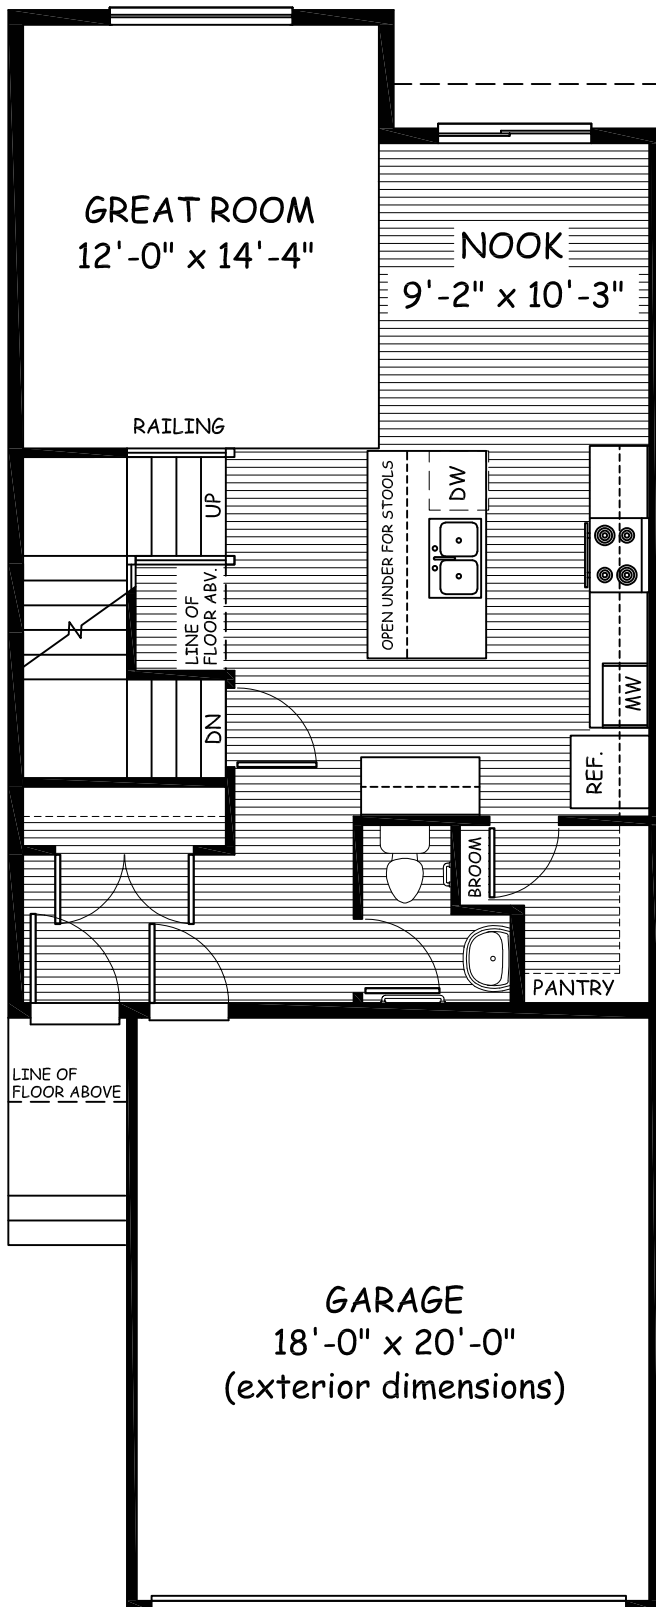 GREAT ROOM
12'-0" x 14'-4"
NOOK
9'-2" x 10'-3"
RAILING
UP
DW
OPEN UNDER FOR STOOLS
LINE OF
FLOOR ABV.
N
DN
MW
REF.
BROOM
PANTRY
LINE OF
FLOOR ABOVE
GARAGE
18'-0" x 20'-0"
(exterior dimensions)